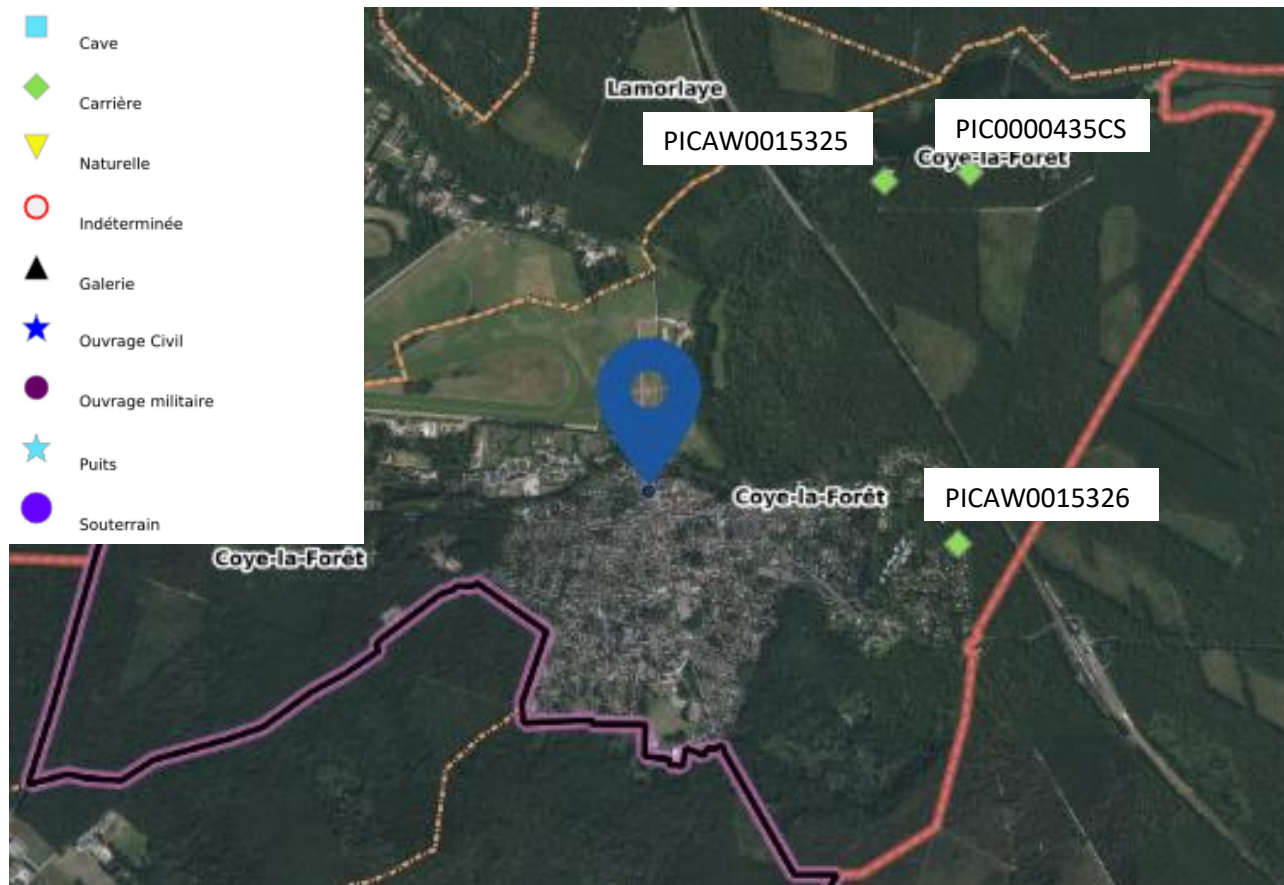 Cave
Carrière
Naturelle
Indéterminée
Galerie
Ouvrage Civil
Ouvrage militaire
Puits
Souterrain
Lamorlaye
PICAW0015325
PIC0000435CS
Coye-la-Forêt
Coye-la-Forêt
PICAW0015326
Coye-la-Forêt